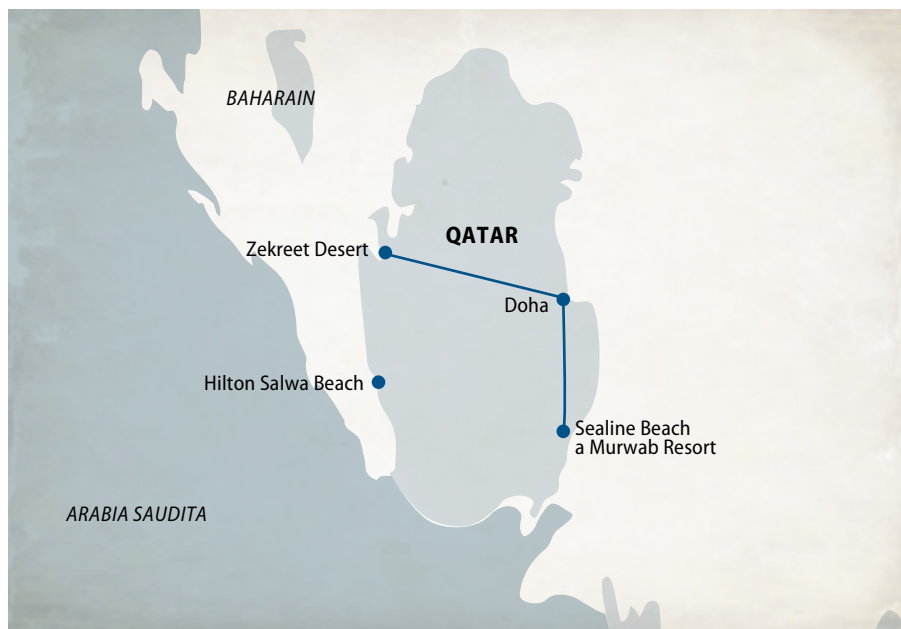 BAHARAIN
QATAR
Zekreet Desert
Doha
Hilton Salwa Beach
Sealine Beach
a Murwab Resort
ARABIA SAUDITA